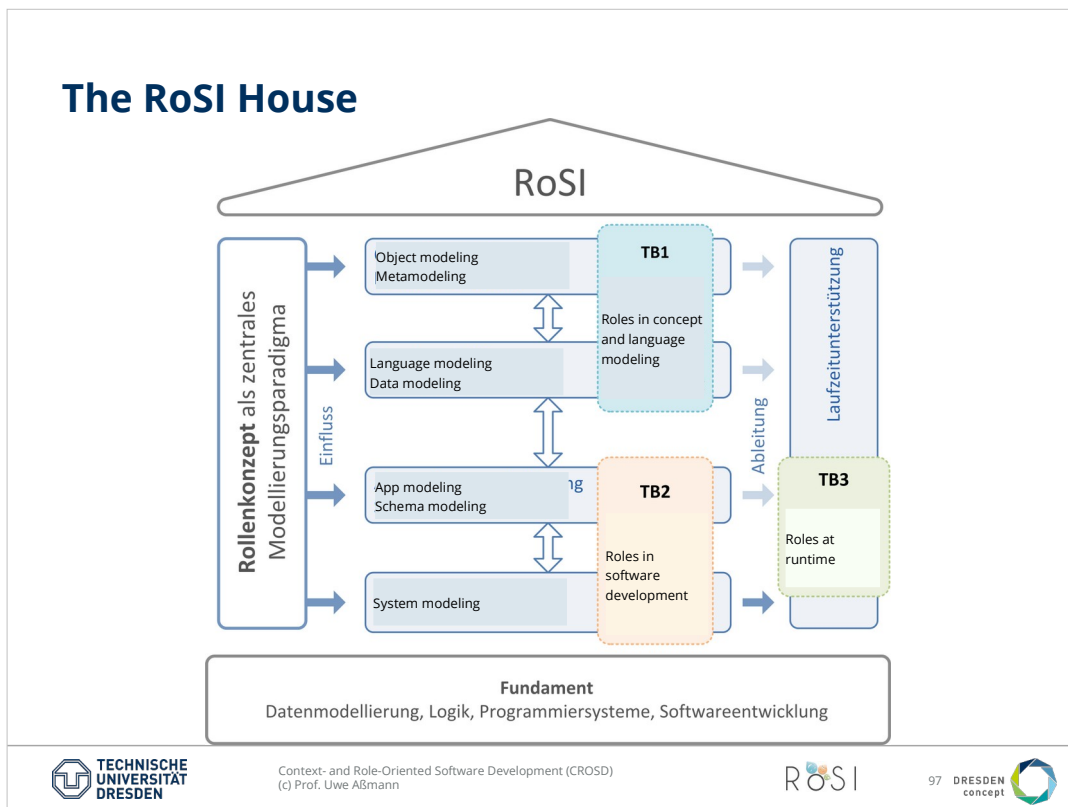 The RoSI House
RoSI
Rollenkonzept als zentrales
Modellierungsparadigma
Einfluss
Object modeling
Metamodeling
TB1
Roles in concept
and language
modeling
Language modeling
Data modeling
App modeling
Schema modeling
ng
TB2
Roles in
software
development
System modeling
Ableitung
Laufzeitunterstützung
TB3
Roles at
runtime
Fundament
Datenmodellierung, Logik, Programmiersysteme, Softwareentwicklung
TECHNISCHE
UNIVERSITÄT
DRESDEN
Context- and Role-Oriented Software Development (CROSD)
(c) Prof. Uwe Aßmann
RoSI
97
DRESDEN
concept